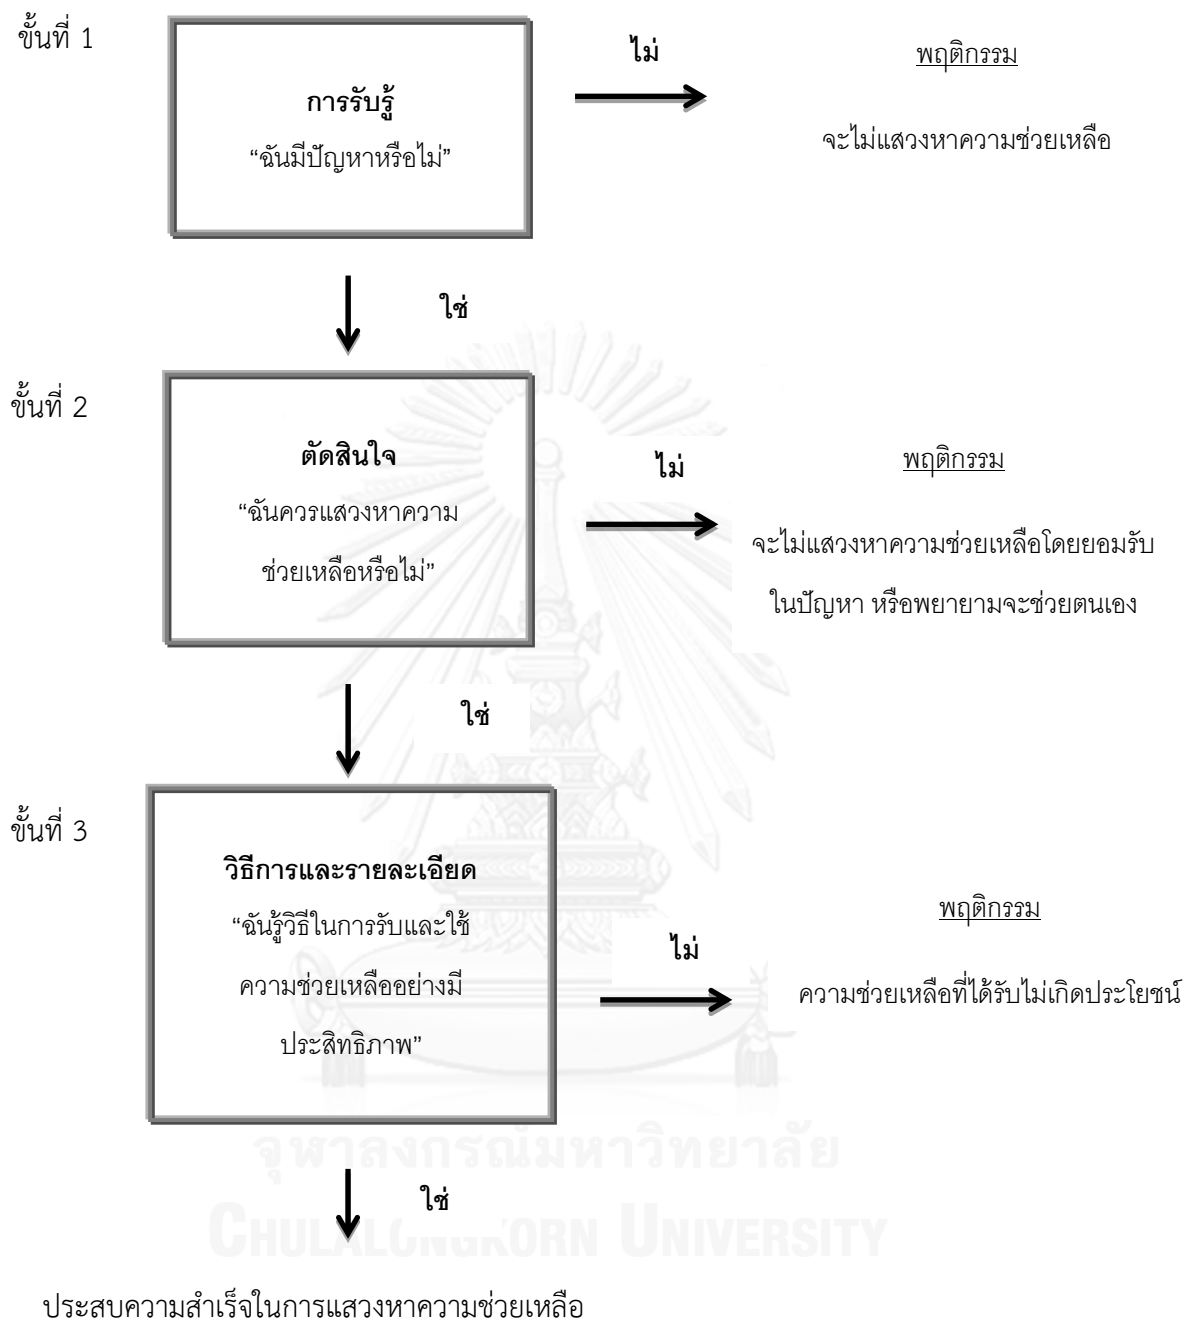 ขั้นที่ 1
การรับรู้
“ฉันมีปัญหาหรือไม่”
ไม่
พฤติกรรม
จะไม่แสวงหาความช่วยเหลือ
ใช่
ขั้นที่ 2
ตัดสินใจ
“ฉันควรแสวงหาความ
ช่วยเหลือหรือไม่”
ไม่
พฤติกรรม
จะไม่แสวงหาความช่วยเหลือโดยยอมรับ
ในปัญหา หรือพยายามจะช่วยตนเอง
ใช่
ขั้นที่ 3
วิธีการและรายละเอียด
“ฉันรู้วิธีในการรับและใช้
ความช่วยเหลืออย่างมี
ประสิทธิภาพ”
ไม่
พฤติกรรม
ความช่วยเหลือที่ได้รับไม่เกิดประโยชน์
จุฬาลงกรณ์มหาวิทยาลัย
CHULALONGKORN UNIVERSITY
ใช่
ประสบความสำเร็จในการแสวงหาความช่วยเหลือ